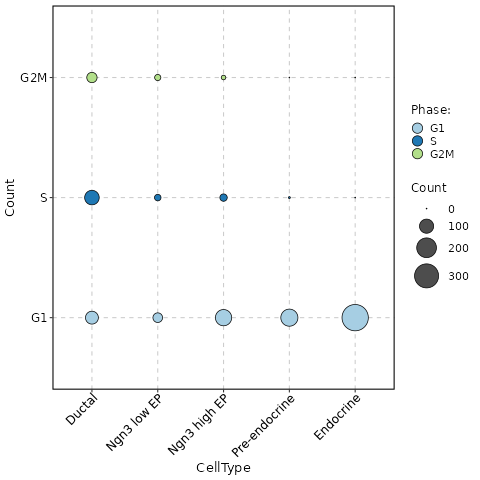 G2M
S
G1
Count
Ductal
Ngn3 low EP
Ngn3 high EP
Pre-endocrine
Endocrine
CellType
Phase:
G1
S
G2M
Count
0
100
200
300